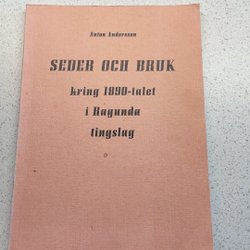 Anton Andersson
SEDER OCH BRUK
kring 1890-talet
i Ragunda
tingslag